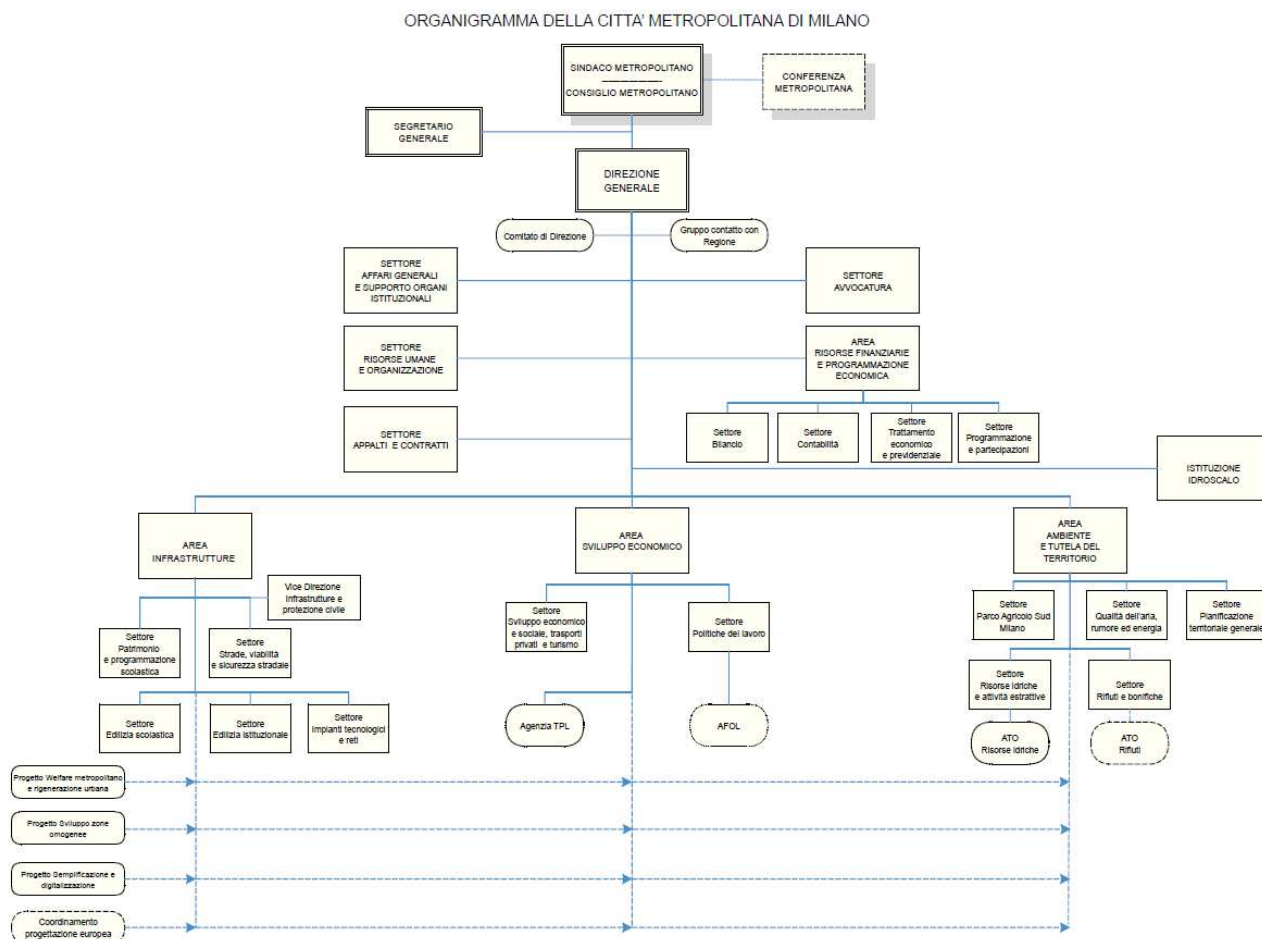 ORGANIGRAMMA DELLA CITTA' METROPOLITANA DI MILANO
SINDACO METROPOLITANO
CONSIGLIO METROPOLITANO
CONFERENZA
METROPOLITANA
SEGRETARIO
GENERALE
DIREZIONE
GENERALE
Comitato di Direzione
Gruppo contatto con
Regione
SETTORE
AFFARI GENERALI
E SUPPORTO ORGANI
ISTITUZIONALI
SETTORE
AVVOCATURA
SETTORE
RISORSE UMANE
E ORGANIZZAZIONE
AREA
RISORSE FINANZIARIE
E PROGRAMMAZIONE
ECONOMICA
SETTORE
APPALTI E CONTRATTI
Settore
Bilancio
Settore
Contabilità
Settore
Trattamento
economico
e previdenziale
Settore
Programmazione
e partecipazioni
ISTITUZIONE
IDROSCALO
AREA
INFRASTRUTTURE
AREA
SVILUPPO ECONOMICO
AREA
AMBIENTE
E TUTELA DEL
TERRITORIO
Vice Direzione
Infrastrutture e
protezione civile
Settore
Patrimonio
e programmazione
scolastica
Settore
Strade, viabilità
e sicurezza stradale
Settore
Sviluppo economico
e sociale, trasporti
privati e turismo
Settore
Politiche del lavoro
Settore
Parco Agricolo Sud
Milano
Settore
Qualità dell'aria,
rumore ed energia
Settore
Pianificazione
territoriale generale
Settore
Risorse idriche
e attività estrattive
Settore
Rifiuti e bonifiche
Settore
Edilizia scolastica
Settore
Edilizia istituzionale
Settore
Impianti tecnologici
e reti
Agenzia TPL
AFOL
ATO
Risorse idriche
ATO
Rifiuti
Progetto Welfare metropolitano
e rigenerazione urbana
Progetto Sviluppo zone
omogenee
Progetto Semplificazione e
digitalizzazione
Coordinamento
progettazione europea